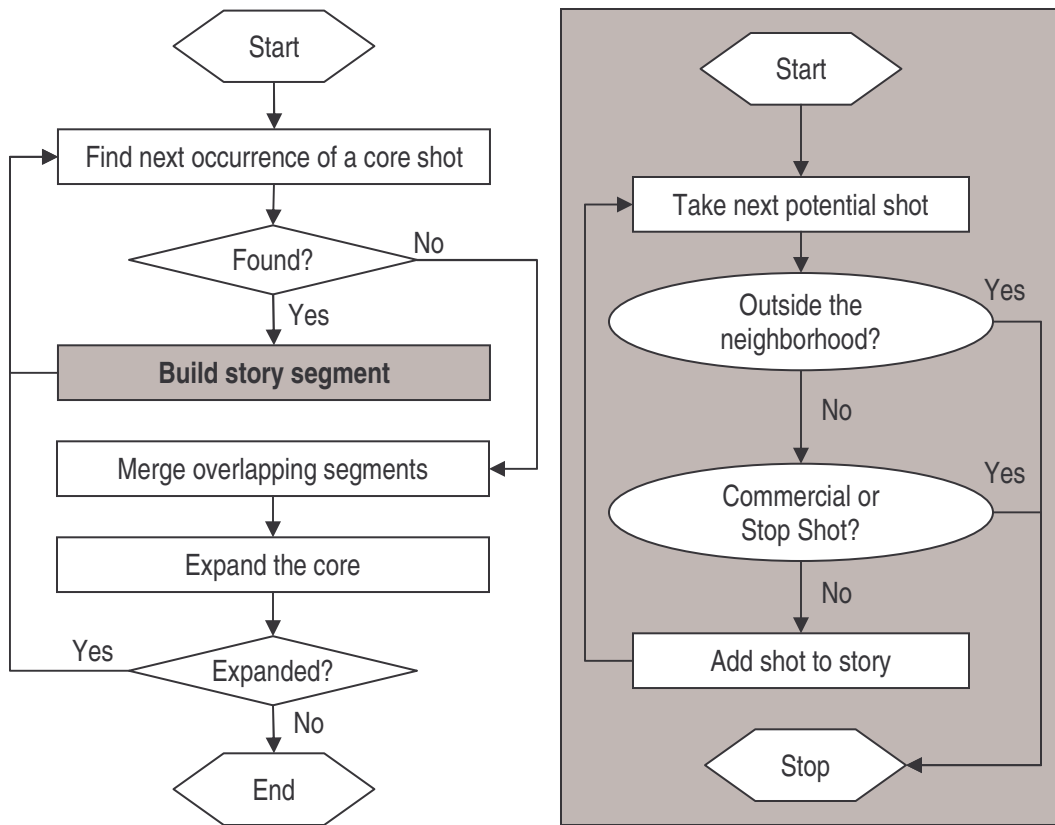 Start
Find next occurrence of a core shot
Found?
No
Yes
Build story segment
Merge overlapping segments
Expand the core
Yes
Expanded?
No
End
Start
Take next potential shot
Outside the
neighborhood?
Yes
No
Commercial or
Stop Shot?
Yes
No
Add shot to story
Stop